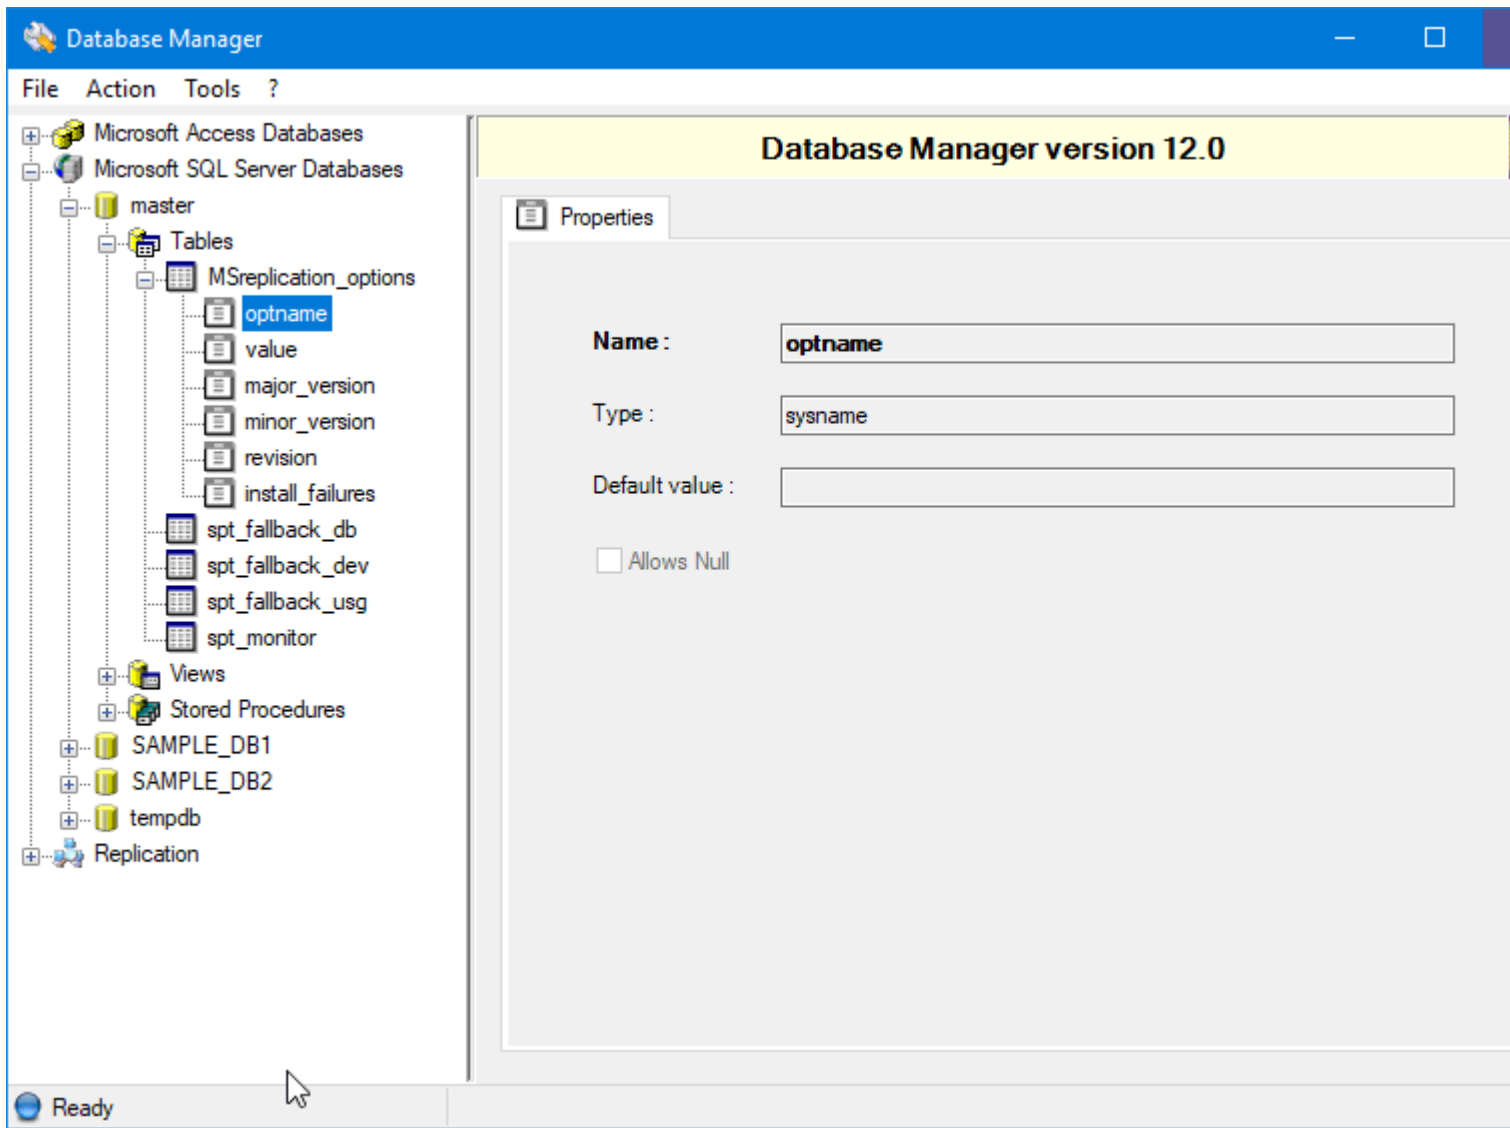 Database Manager
File Action Tools ?
Microsoft Access Databases
Microsoft SQL Server Databases
master
Tables
MSreplication_options
optname
value
major_version
minor_version
revision
install_failures
spt_fallback_db
spt_fallback_dev
spt_fallback_usg
spt_monitor
Views
Stored Procedures
SAMPLE_DB1
SAMPLE_DB2
tempdb
Replication
Database Manager version 12.0
Properties
Name : optname
Type : sysname
Default value :
Allows Null
Ready